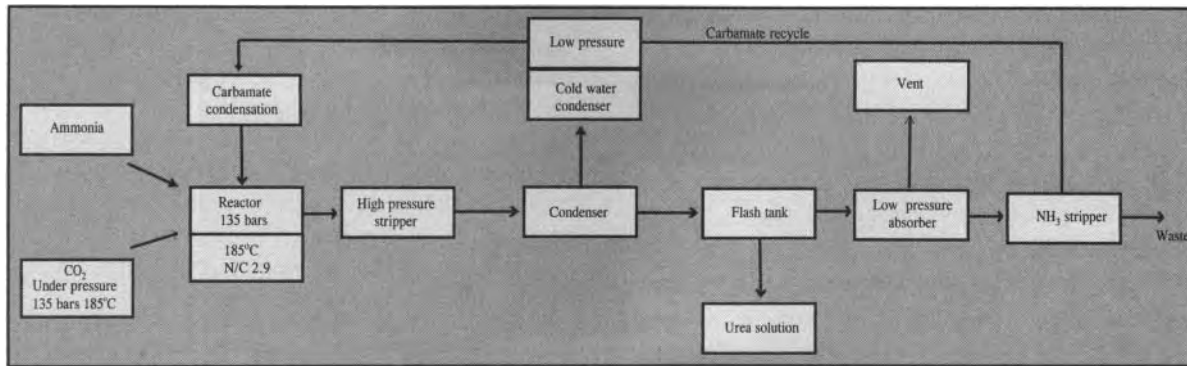 Low pressure
Carbamate recycle
Cold water
condenser
Carbamate
condensation
Vent
Ammonia
Reactor
135 bars
185°C
N/C 2.9
High pressure
stripper
Condenser
Flash tank
Low pressure
absorber
NH₃ stripper
Waste
CO₂
Under pressure
135 bars 185°C
Urea solution